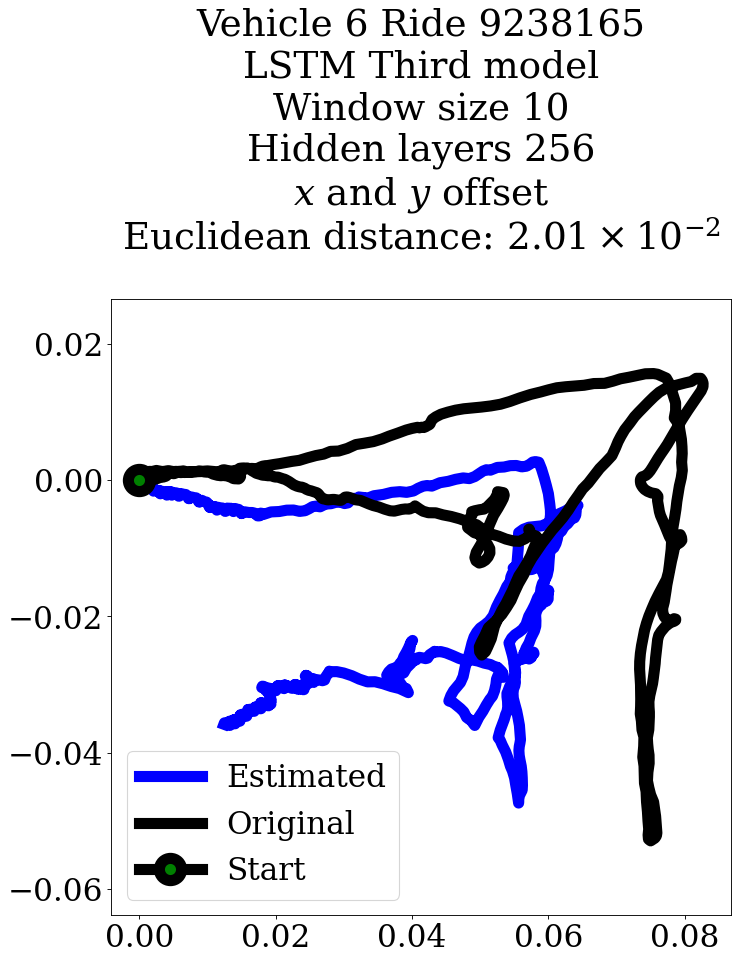 Vehicle 6 Ride 9238165
LSTM Third model
Window size 10
Hidden layers 256
x and y offset
Euclidean distance: 2.01 × 10⁻²
0.02
0.00
−0.02
−0.04
−0.06
Estimated
Original
Start
0.00 0.02 0.04 0.06 0.08